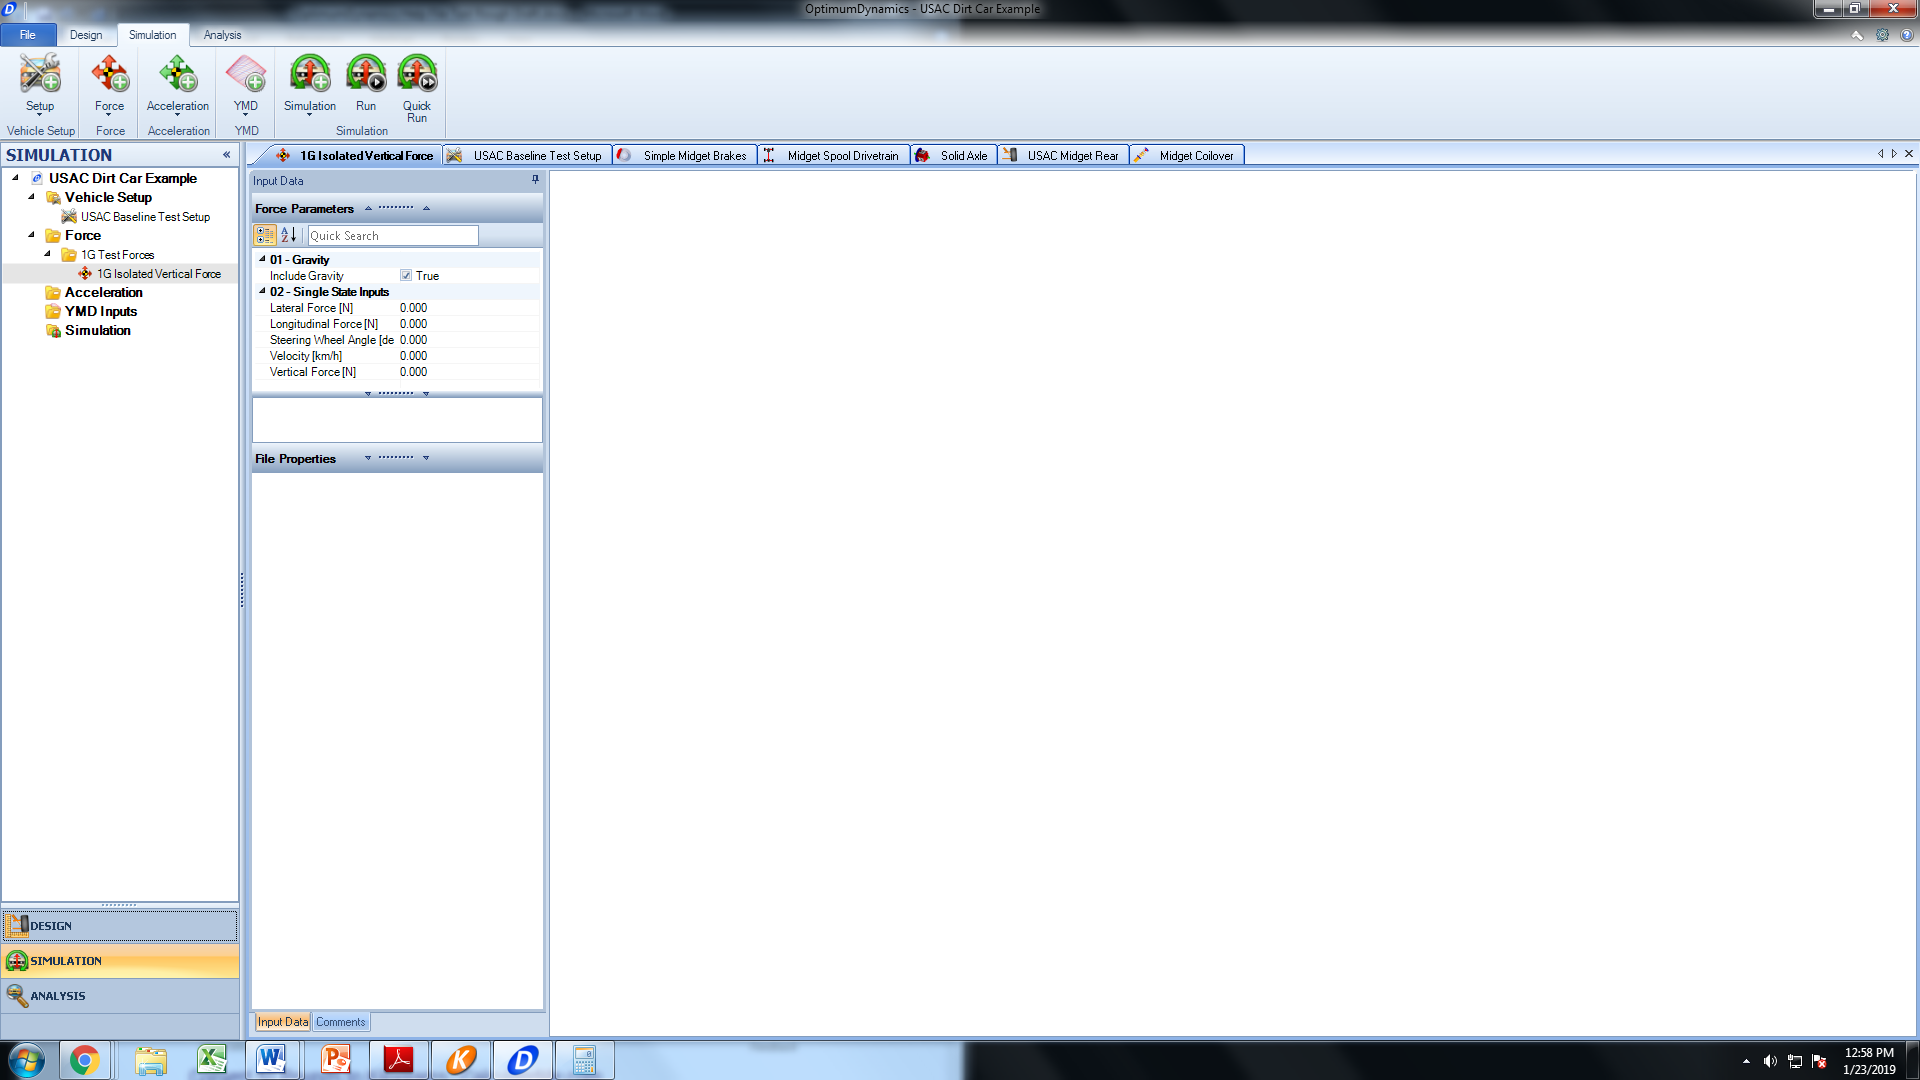 OptimumDynamics - USAC Dirt Car Example
File
Design
Simulation
Analysis
Setup
Force
Acceleration
YMD
Simulation
Run
Quick
Run
Vehicle Setup
Force
Acceleration
YMD
Simulation
SIMULATION
USAC Dirt Car Example
Vehicle Setup
USAC Baseline Test Setup
Force
1G Test Forces
1G Isolated Vertical Force
Acceleration
YMD Inputs
Simulation
DESIGN
SIMULATION
ANALYSIS
1G Isolated Vertical Force
USAC Baseline Test Setup
Simple Midget Brakes
Midget Spool Drivetrain
Solid Axle
USAC Midget Rear
Midget Coilover
Input Data
Force Parameters
Quick Search
01 - Gravity
Include Gravity True
02 - Single State Inputs
Lateral Force [N] 0.000
Longitudinal Force [N] 0.000
Steering Wheel Angle [de 0.000
Velocity [km/h] 0.000
Vertical Force [N] 0.000
File Properties
Input Data
Comments
12:58 PM
1/23/2019